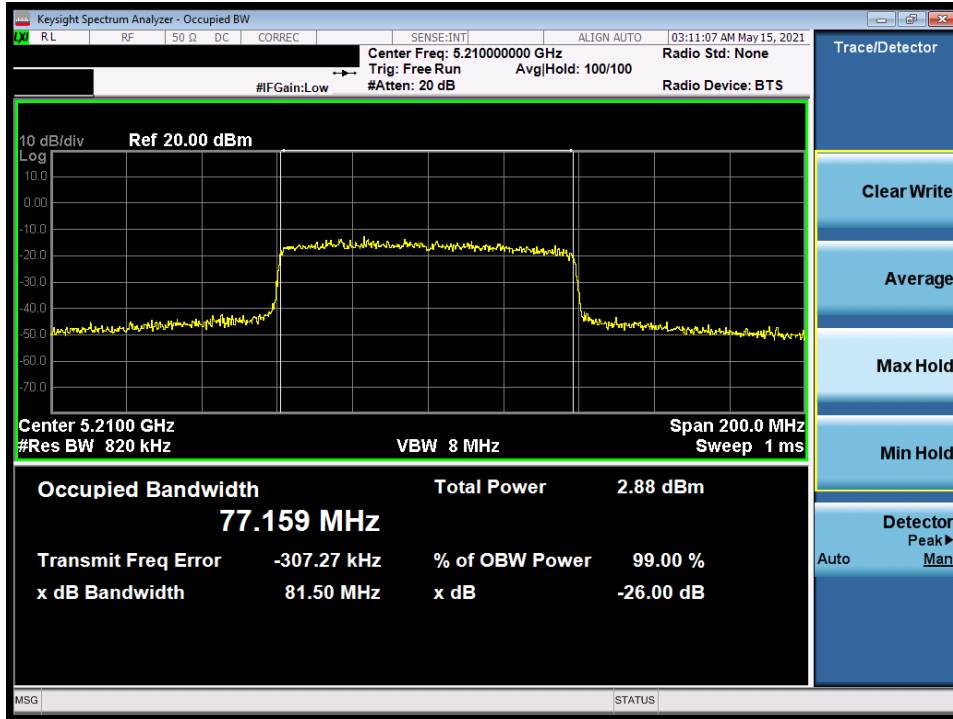 Keysight Spectrum Analyzer - Occupied BW
LXI RL RF 50 Ω DC CORREC SENSE:INT ALIGN AUTO 03:11:07 AM May 15, 2021
Center Freq: 5.210000000 GHz Radio Std: None
Trig: Free Run Avg|Hold: 100/100
#IFGain:Low #Atten: 20 dB Radio Device: BTS
Trace/Detector
10 dB/div Ref 20.00 dBm
Log
10.0
0.00
-10.0
-20.0
-30.0
-40.0
-50.0
-60.0
-70.0
Center 5.2100 GHz Span 200.0 MHz
#Res BW 820 kHz VBW 8 MHz Sweep 1 ms
Occupied Bandwidth Total Power 2.88 dBm
77.159 MHz
Transmit Freq Error -307.27 kHz % of OBW Power 99.00 %
x dB Bandwidth 81.50 MHz x dB -26.00 dB
Clear Write
Average
Max Hold
Min Hold
Detector
Peak▶
Auto Man
MSG STATUS